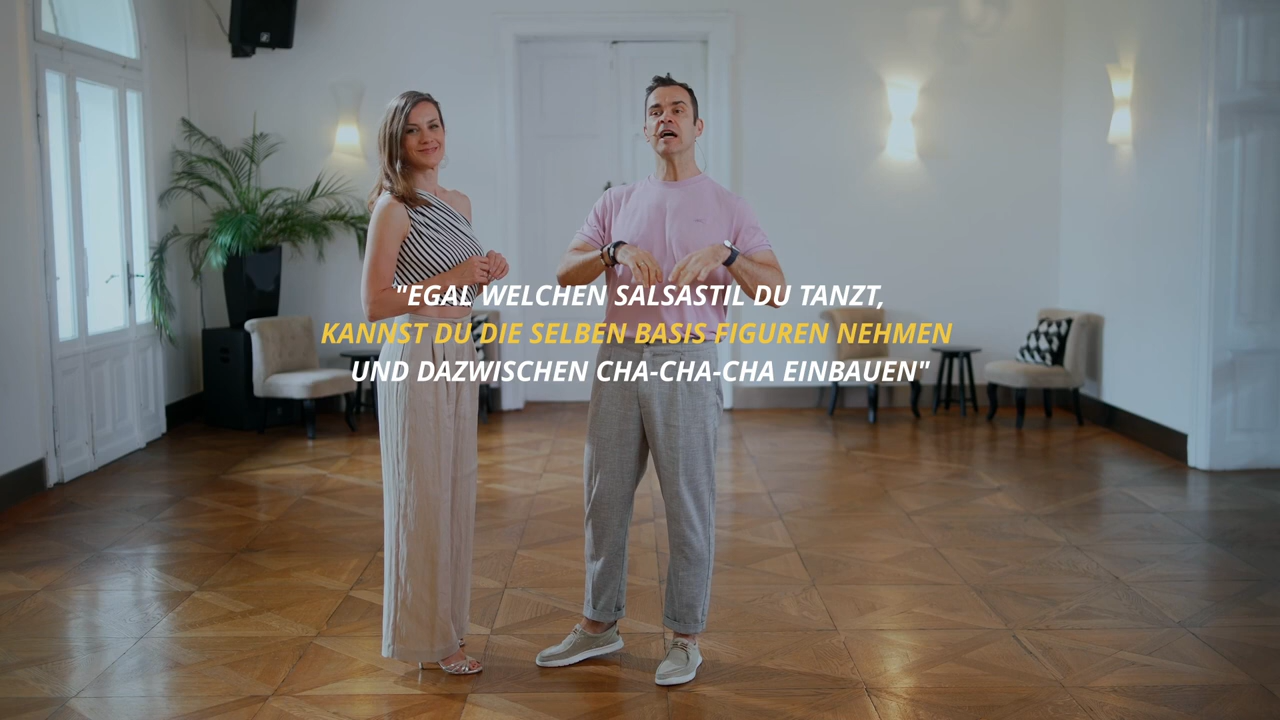 "EGAL WELCHEN SALSASTIL DU TANZT,
KANNST DU DIE SELBEN BASIS FIGUREN NEHMEN
UND DAZWISCHEN CHA-CHA-CHA EINBAUEN"